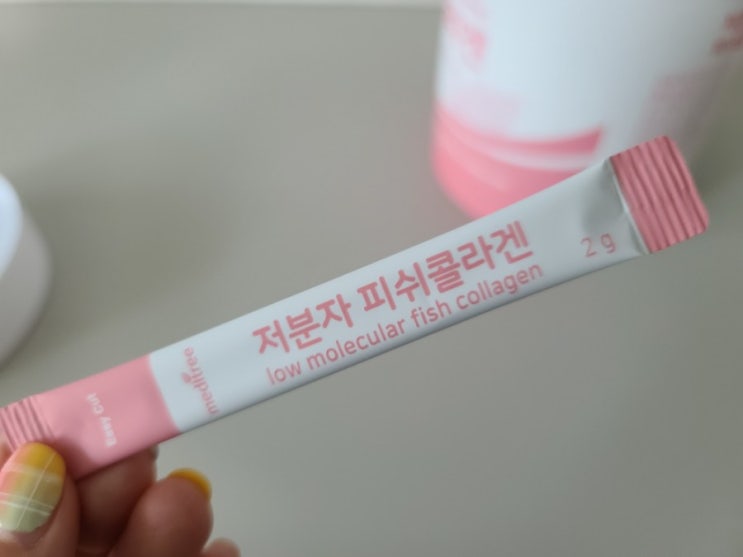 저분자 피쉬콜라겐
low molecular fish collagen
2 g
meditree
Easy Cut